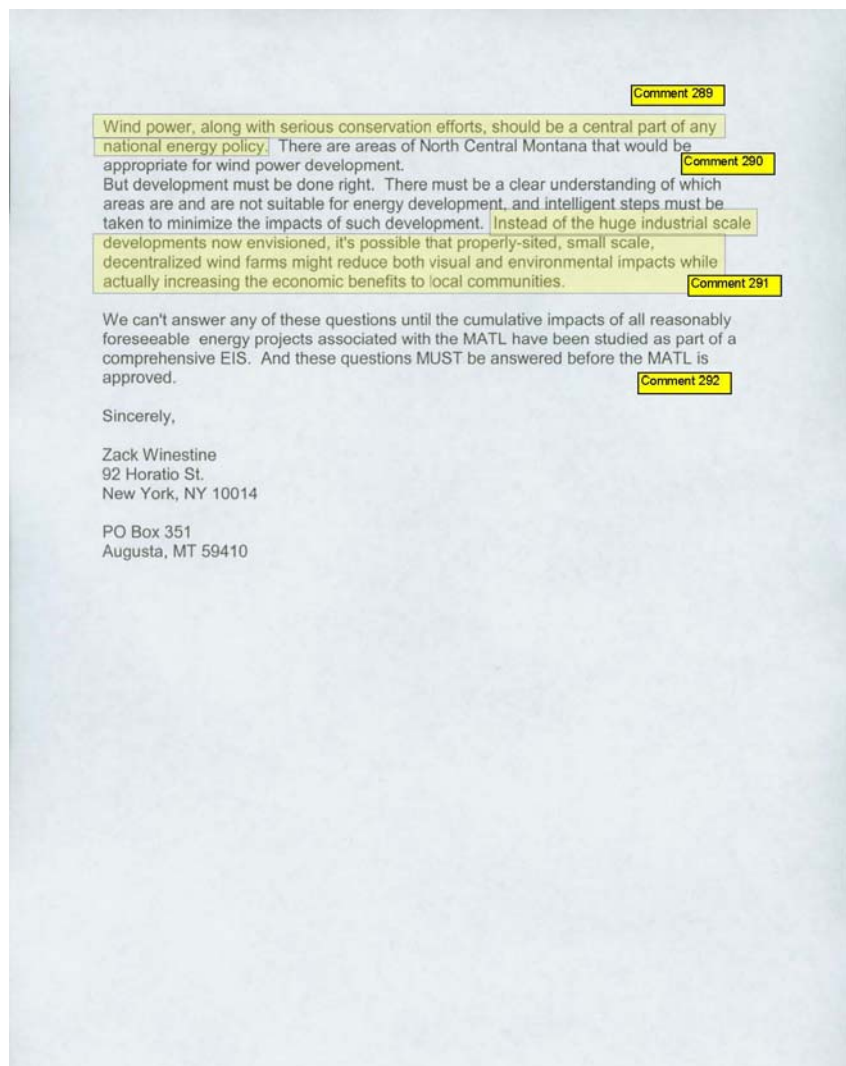 Comment 289
Wind power, along with serious conservation efforts, should be a central part of any
national energy policy. There are areas of North Central Montana that would be
Comment 290
appropriate for wind power development.
But development must be done right. There must be a clear understanding of which
areas are and are not suitable for energy development, and intelligent steps must be
taken to minimize the impacts of such development. Instead of the huge industrial scale
developments now envisioned, it's possible that properly-sited, small scale,
decentralized wind farms might reduce both visual and environmental impacts while
actually increasing the economic benefits to local communities.
Comment 291
We can't answer any of these questions until the cumulative impacts of all reasonably
foreseeable energy projects associated with the MATL have been studied as part of a
comprehensive EIS. And these questions MUST be answered before the MATL is
approved.
Comment 292
Sincerely,
Zack Winestine
92 Horatio St.
New York, NY 10014
PO Box 351
Augusta, MT 59410